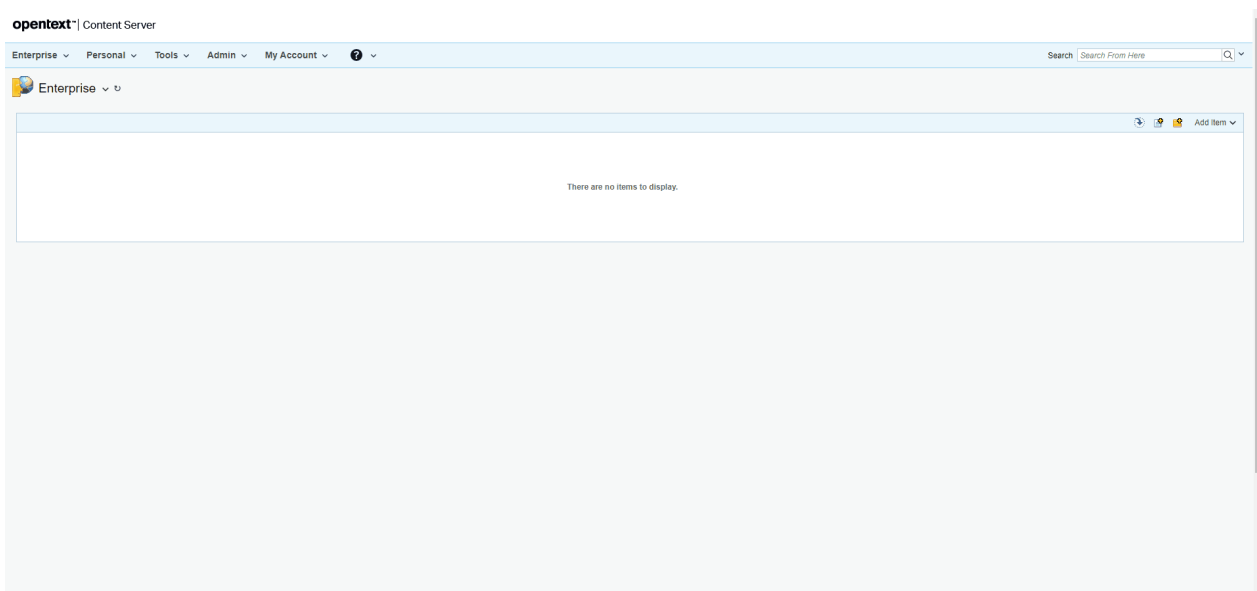 opentext™ | Content Server
Enterprise Personal Tools Admin My Account ? Search Search From Here
Enterprise
Add Item
There are no items to display.